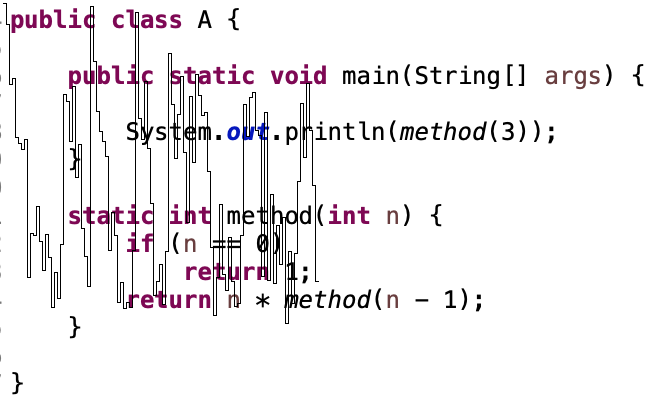 public class A {
public static void main(String[] args) {
System.out.println(method(3));
}
static int method(int n) {
if (n == 0)
return 1;
return n * method(n - 1);
}
}